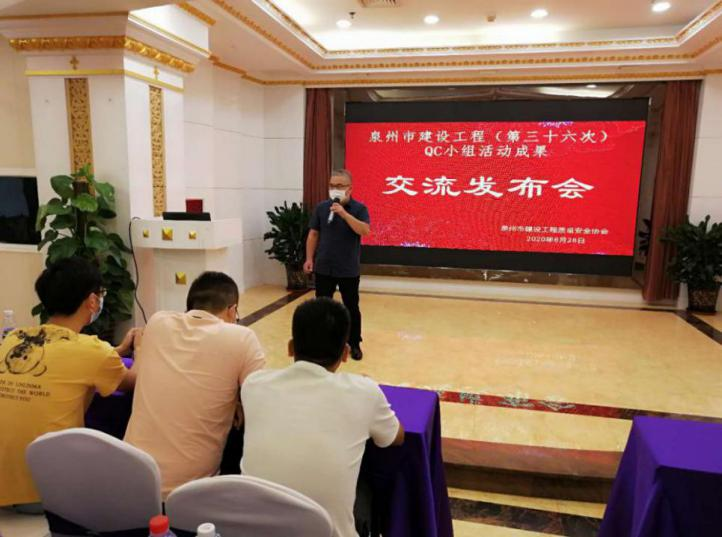 泉州市建设工程（第三十六次）
QC小组活动成果
交流发布会
泉州市建设工程质量安全协会
2020年8月28日